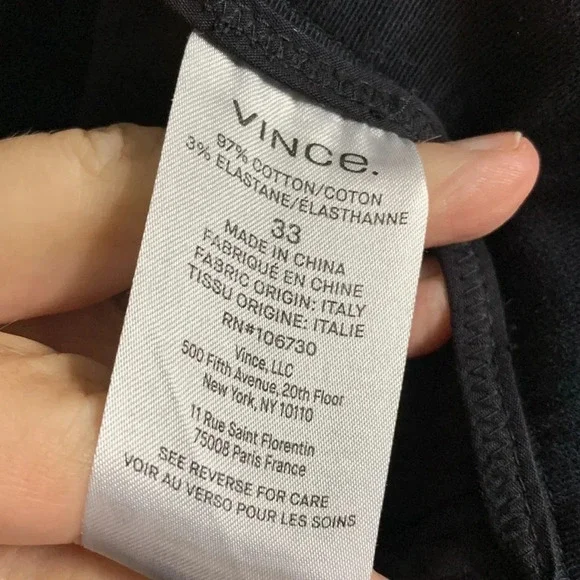 VINCE.
97% COTTON/COTON
3% ELASTANE/ELASTHANNE
33
MADE IN CHINA
FABRIQUÉ EN CHINE
FABRIC ORIGIN: ITALY
TISSU ORIGINE: ITALIE
RN#106730
Vince, LLC
500 Fifth Avenue, 20th Floor
New York, NY 10110
11 Rue Saint Florentin
75008 Paris France
SEE REVERSE FOR CARE
VOIR AU VERSO POUR LES SOINS